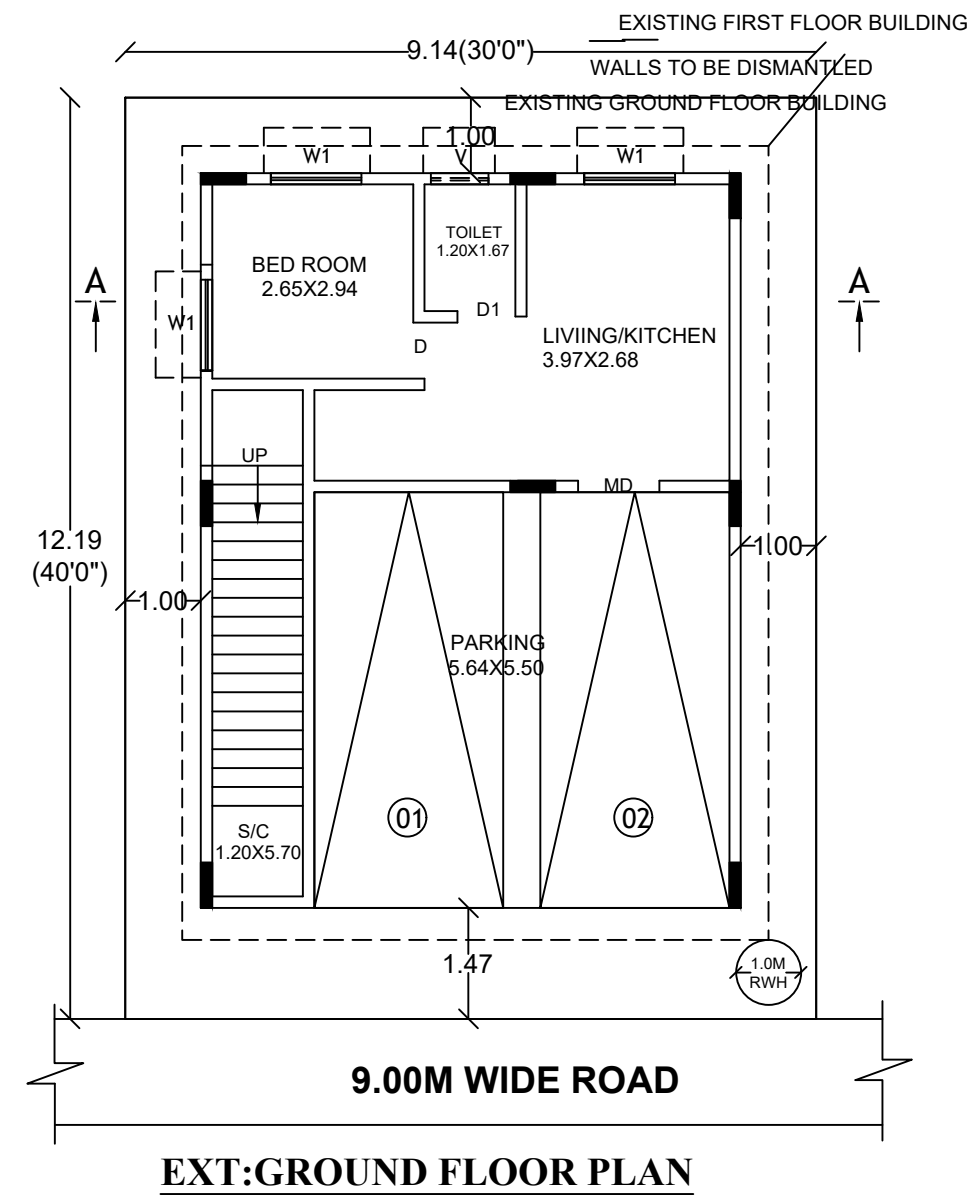 EXISTING FIRST FLOOR BUILDING
9.14(30'0")
WALLS TO BE DISMANTLED
EXISTING GROUND FLOOR BUILDING
1.00
W1
V
W1
TOILET
1.20X1.67
BED ROOM
2.65X2.94
A
A
D1
W1
LIVIING/KITCHEN
3.97X2.68
D
UP
MD
12.19
(40'0")
1.00
1.00
PARKING
5.64X5.50
01
02
S/C
1.20X5.70
1.47
1.0M
RWH
9.00M WIDE ROAD
EXT:GROUND FLOOR PLAN